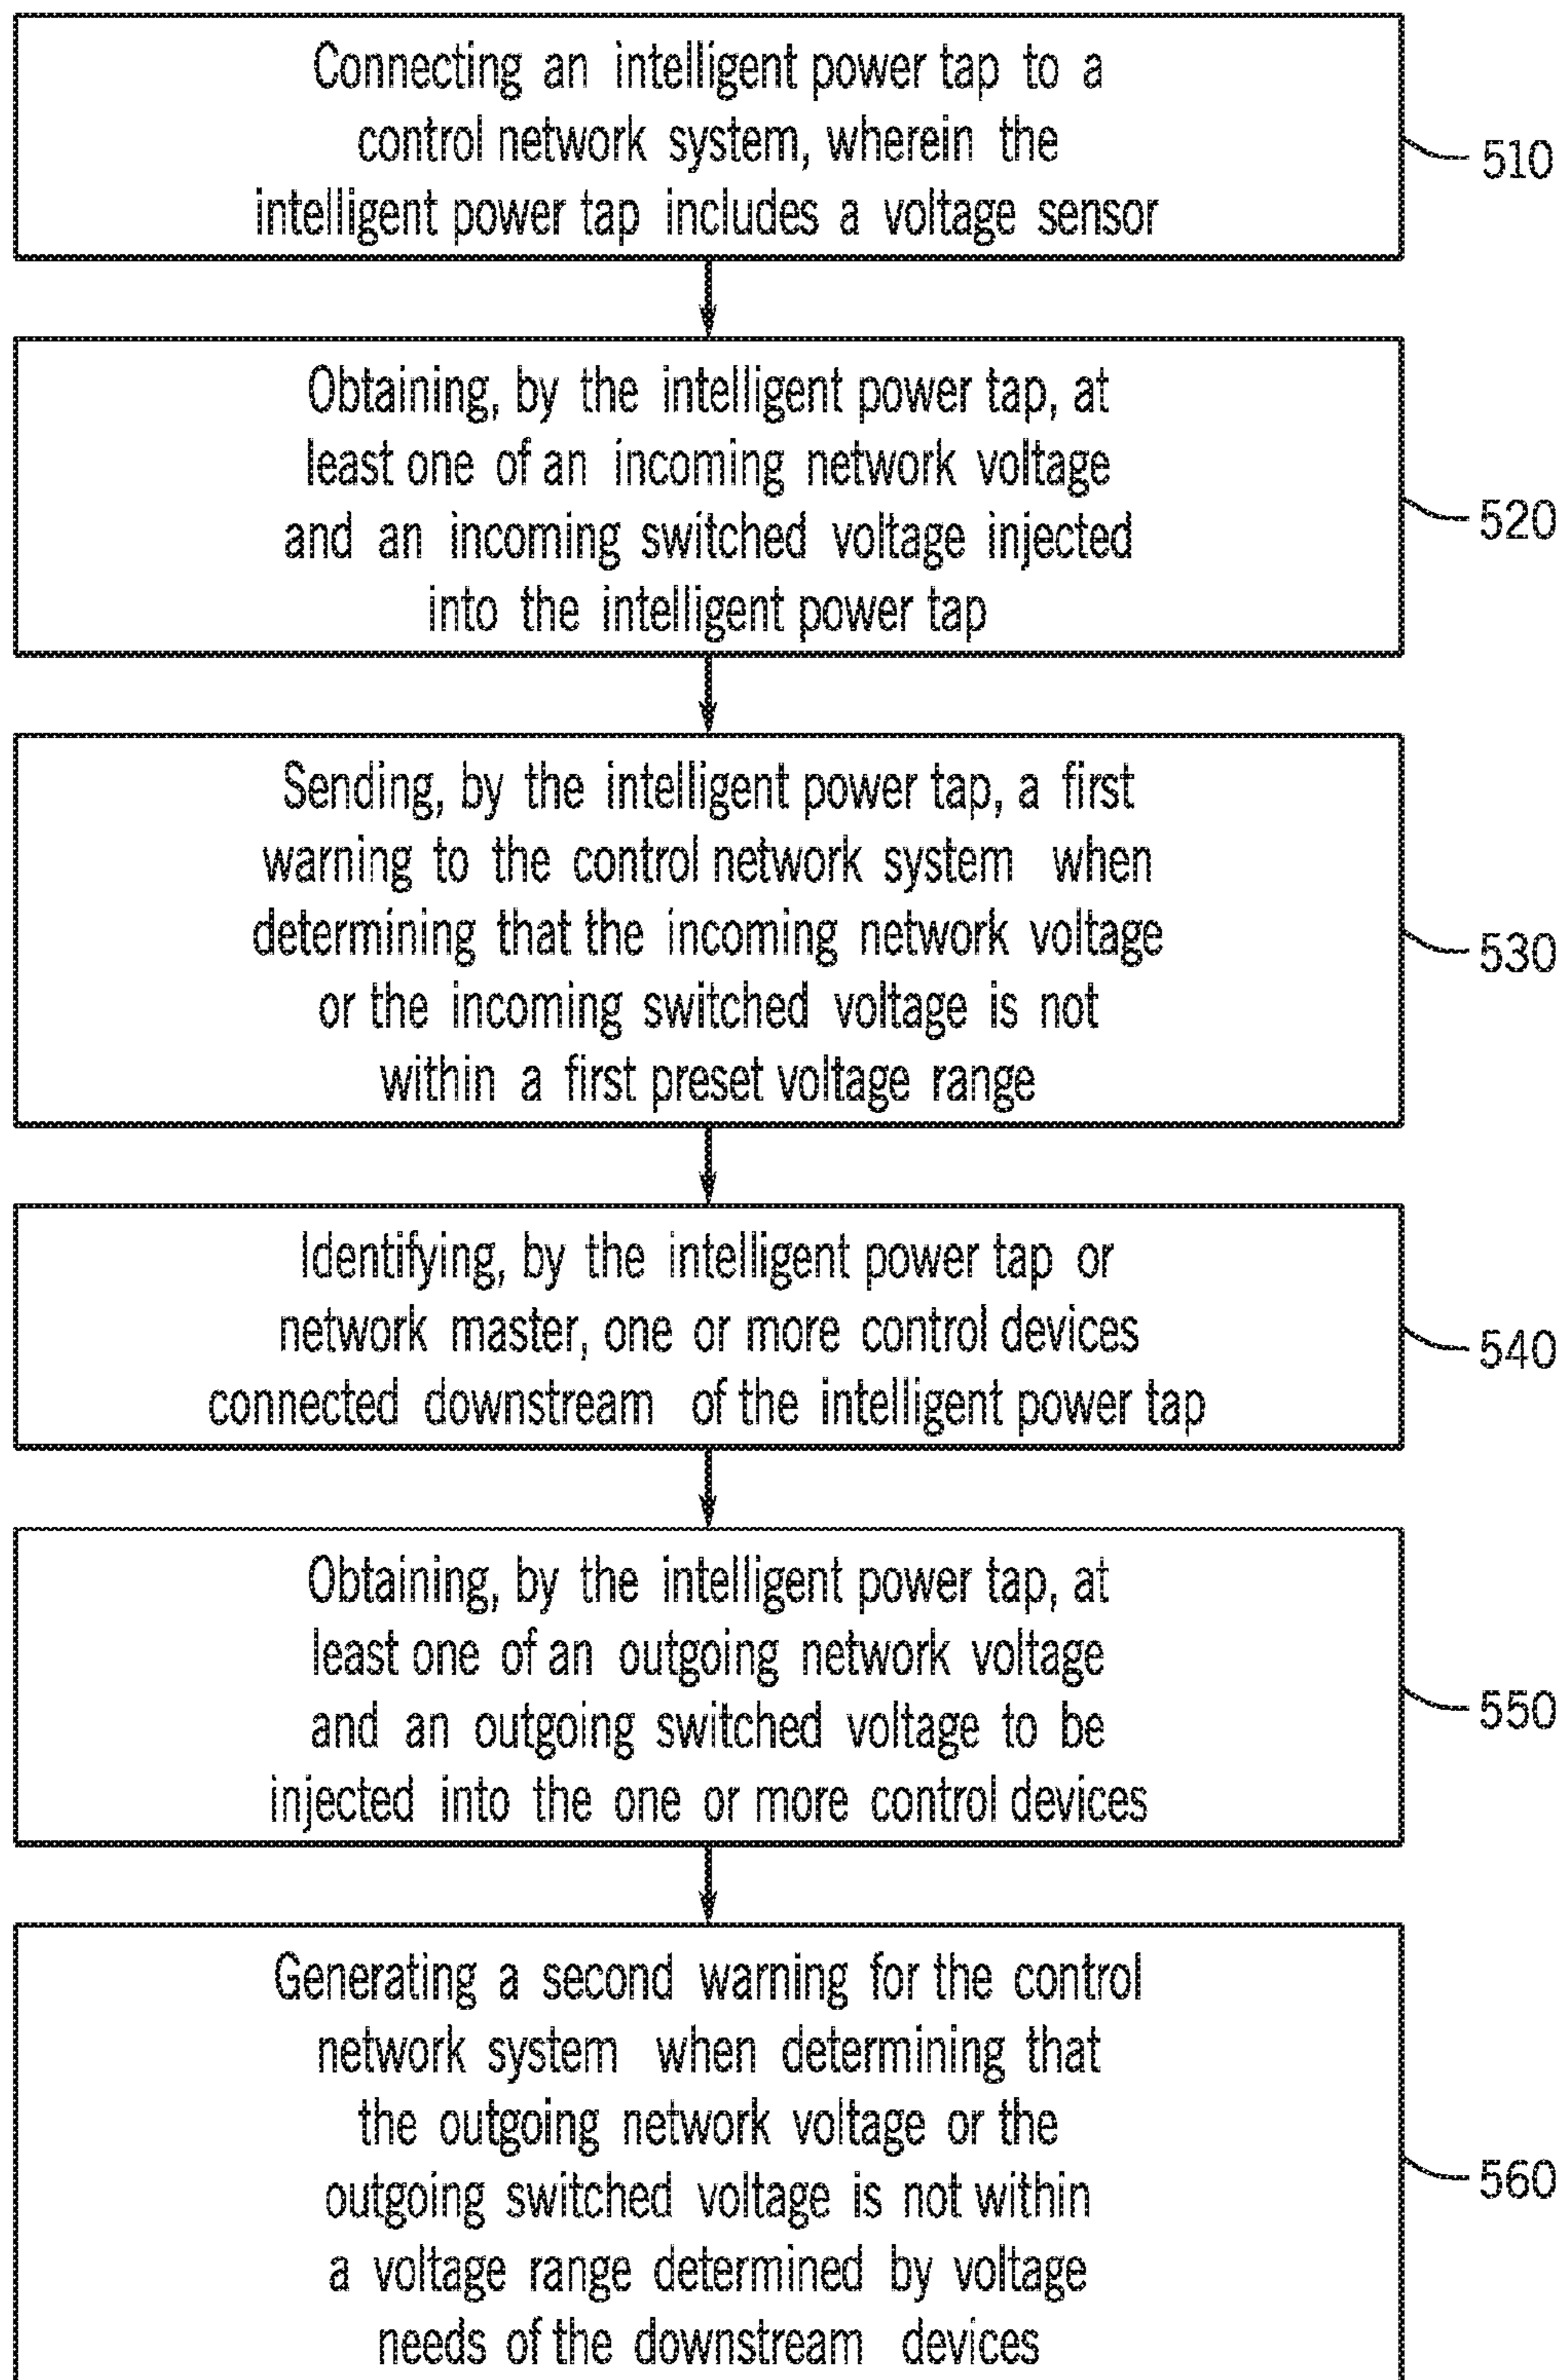 Connecting an intelligent power tap to a
control network system, wherein the
intelligent power tap includes a voltage sensor
510
Obtaining, by the intelligent power tap, at
least one of an incoming network voltage
and an incoming switched voltage injected
into the intelligent power tap
520
Sending, by the intelligent power tap, a first
warning to the control network system when
determining that the incoming network voltage
or the incoming switched voltage is not
within a first preset voltage range
530
Identifying, by the intelligent power tap or
network master, one or more control devices
connected downstream of the intelligent power tap
540
Obtaining, by the intelligent power tap, at
least one of an outgoing network voltage
and an outgoing switched voltage to be
injected into the one or more control devices
550
Generating a second warning for the control
network system when determining that
the outgoing network voltage or the
outgoing switched voltage is not within
a voltage range determined by voltage
needs of the downstream devices
560